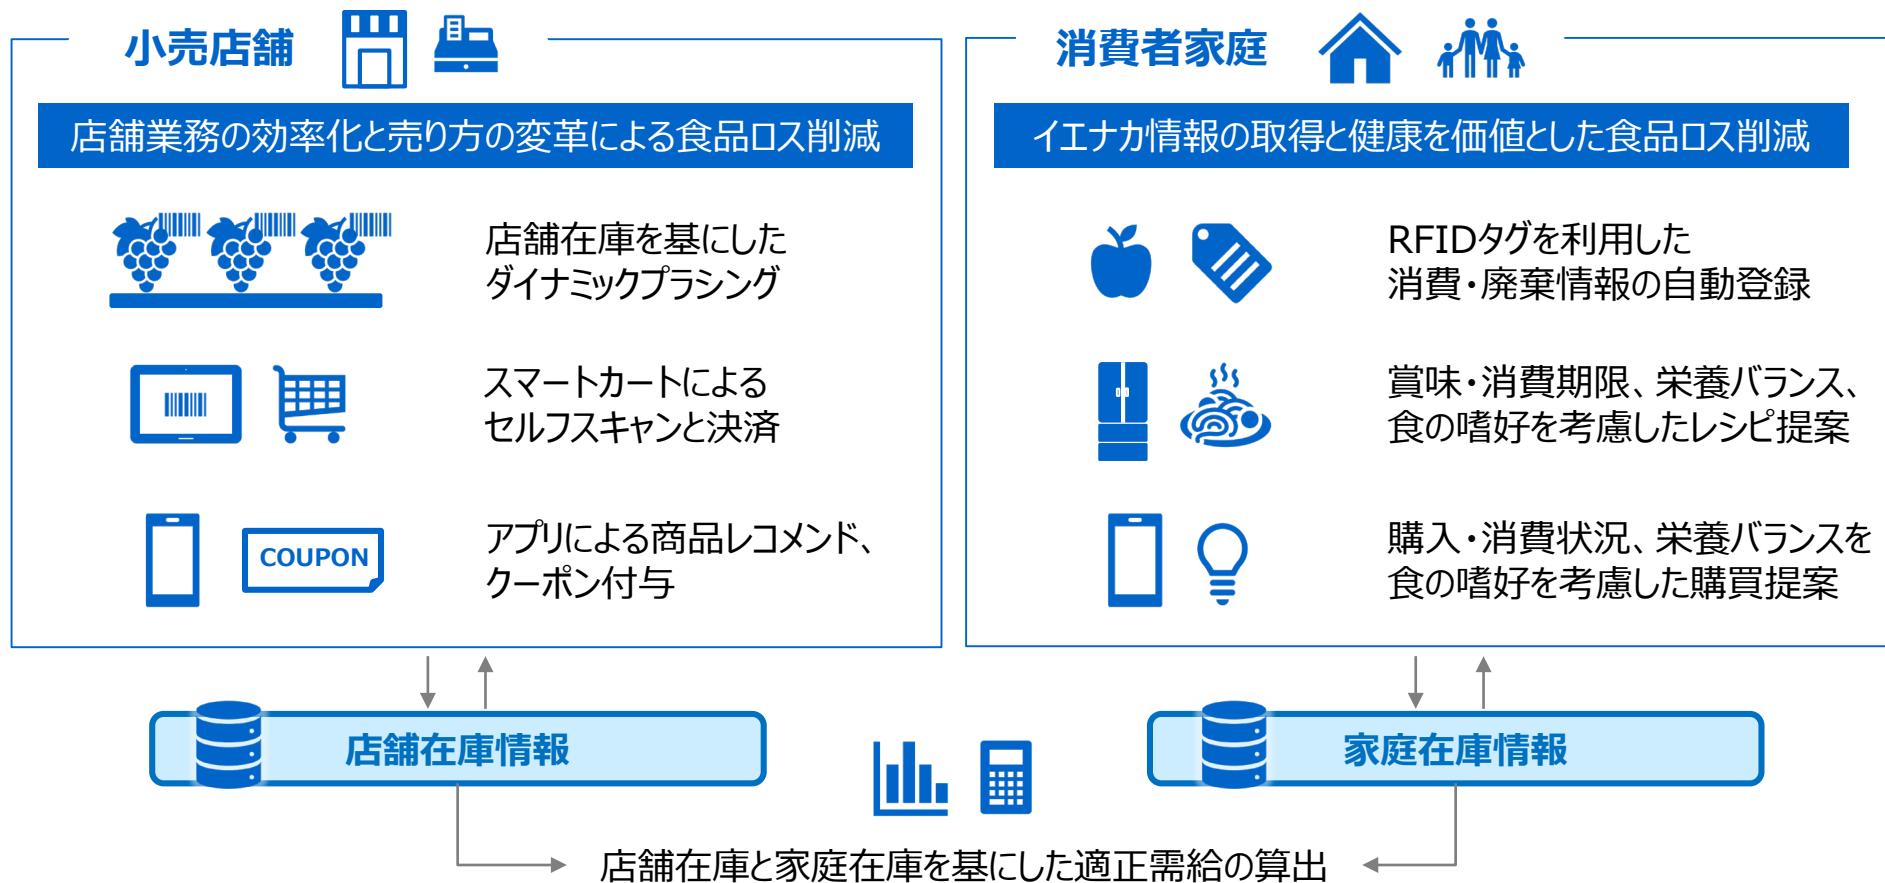 小売店舗
店舗業務の効率化と売り方の変革による食品ロス削減
店舗在庫を基にした
ダイナミックプラシング
スマートカートによる
セルフスキャンと決済
COUPON
アプリによる商品レコメンド、
クーポン付与
消費者家庭
イエナカ情報の取得と健康を価値とした食品ロス削減
RFIDタグを利用した
消費・廃棄情報の自動登録
賞味・消費期限、栄養バランス、
食の嗜好を考慮したレシピ提案
購入・消費状況、栄養バランスを
食の嗜好を考慮した購買提案
店舗在庫情報
家庭在庫情報
店舗在庫と家庭在庫を基にした適正需給の算出